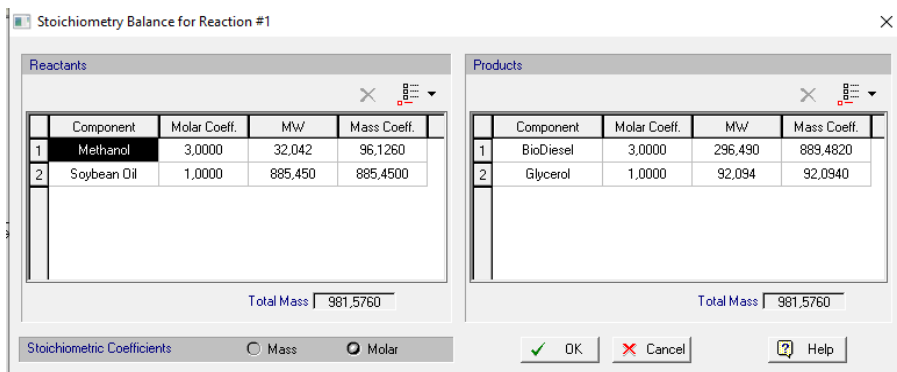 Stoichiometry Balance for Reaction #1
Reactants
Component Molar Coeff. MW Mass Coeff.
1 Methanol 3,0000 32,042 96,1260
2 Soybean Oil 1,0000 885,450 885,4500
Total Mass 981,5760
Products
Component Molar Coeff. MW Mass Coeff.
1 BioDiesel 3,0000 296,490 889,4820
2 Glycerol 1,0000 92,094 92,0940
Total Mass 981,5760
Stoichiometric Coefficients Mass Molar
OK Cancel Help